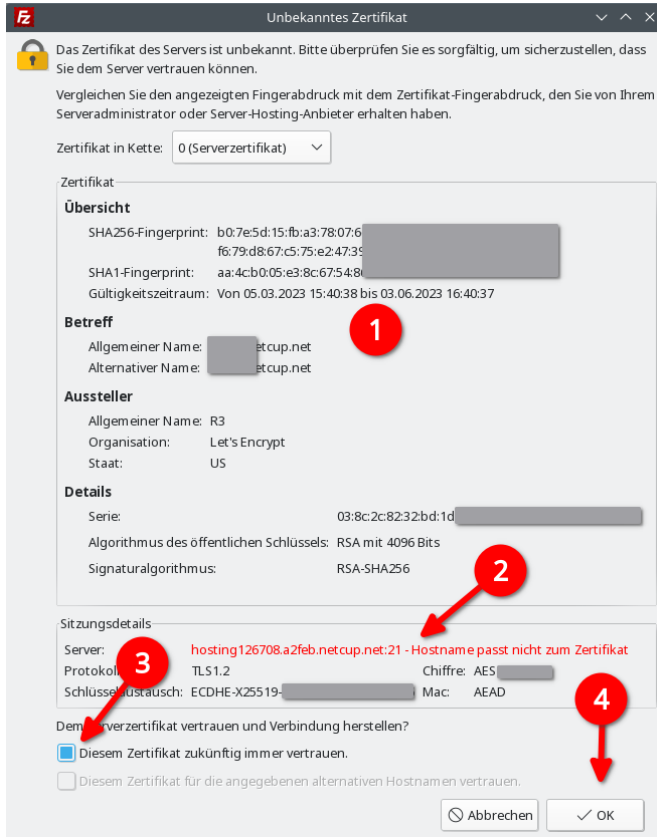 Fz
Unbekanntes Zertifikat
Das Zertifikat des Servers ist unbekannt. Bitte überprüfen Sie es sorgfältig, um sicherzustellen, dass
Sie dem Server vertrauen können.
Vergleichen Sie den angezeigten Fingerabdruck mit dem Zertifikat-Fingerabdruck, den Sie von Ihrem
Serveradministrator oder Server-Hosting-Anbieter erhalten haben.
Zertifikat in Kette: 0 (Serverzertifikat)
Zertifikat
Übersicht
SHA256-Fingerprint: b0:7e:5d:15:fb:a3:78:07:6
f6:79:d8:67:c5:75:e2:47:39
SHA1-Fingerprint: aa:4c:b0:05:e3:8c:67:54:8
Gültigkeitszeitraum: Von 05.03.2023 15:40:38 bis 03.06.2023 16:40:37
1
Betreff
Allgemeiner Name: etcup.net
Alternativer Name: etcup.net
Aussteller
Allgemeiner Name: R3
Organisation: Let's Encrypt
Staat: US
Details
Serie: 03:8c:2c:82:32:bd:1d
Algorithmus des öffentlichen Schlüssels: RSA mit 4096 Bits
Signaturalgorithmus: RSA-SHA256
2
Sitzungsdetails
Server: hosting126708.a2feb.netcup.net:21 - Hostname passt nicht zum Zertifikat
3
Protokol TLS1.2 Chiffre: AES
Schlüsselaustausch: ECDHE-X25519- Mac: AEAD
4
Dem verzertifikat vertrauen und Verbindung herstellen?
Diesem Zertifikat zukünftig immer vertrauen.
Diesem Zertifikat für die angegebenen alternativen Hostnamen vertrauen.
Abbrechen OK